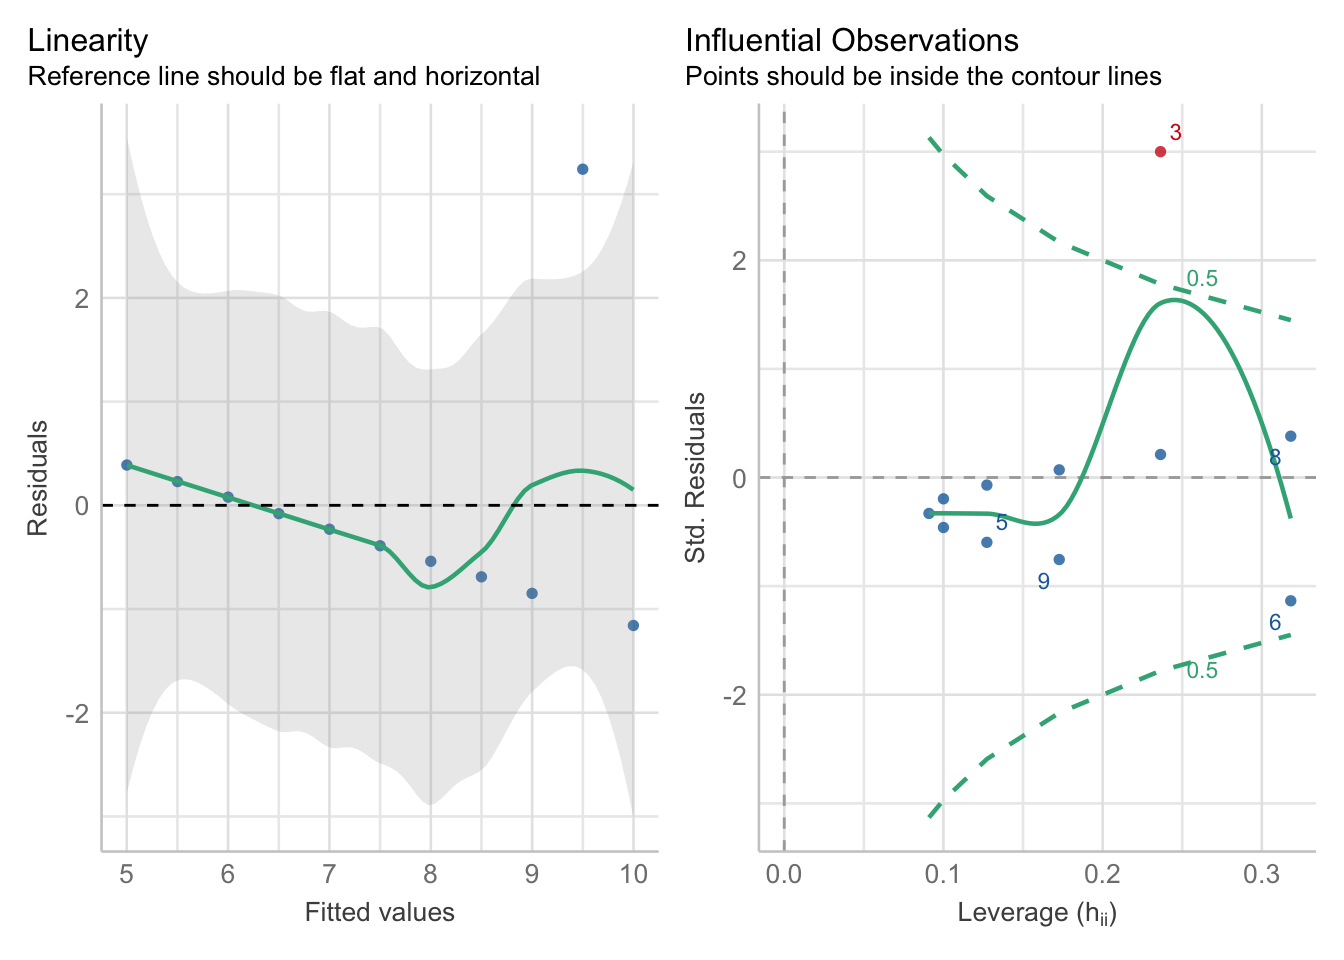 Linearity
Reference line should be flat and horizontal
Residuals
2
0
-2
5 6 7 8 9 10
Fitted values
Influential Observations
Points should be inside the contour lines
Std. Residuals
2
0
-2
3
0.5
8
5
9
6
0.5
0.0 0.1 0.2 0.3
Leverage (hii)